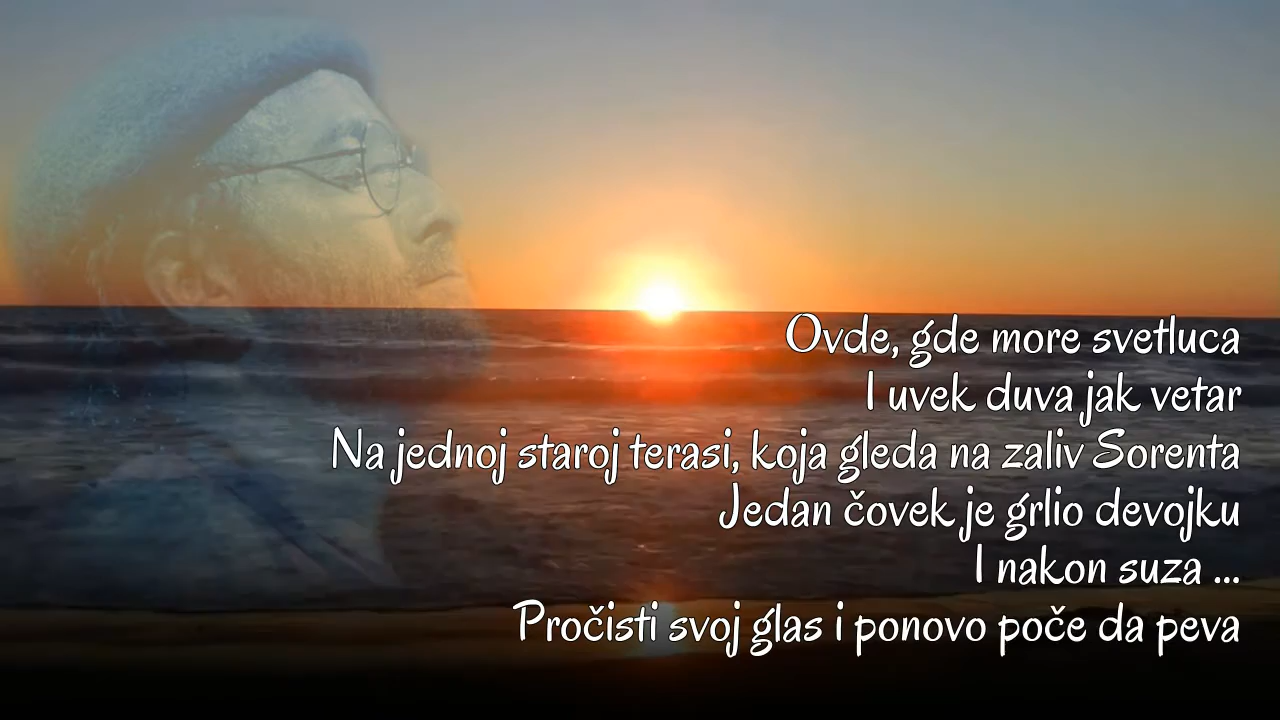 Ovde, gde more svetluca
I uvek duva jak vetar
Na jednoj staroj terasi, koja gleda na zaliv Sorenta
Jedan čovek je grlio devojku
I nakon suza ...
Pročisti svoj glas i ponovo poče da peva